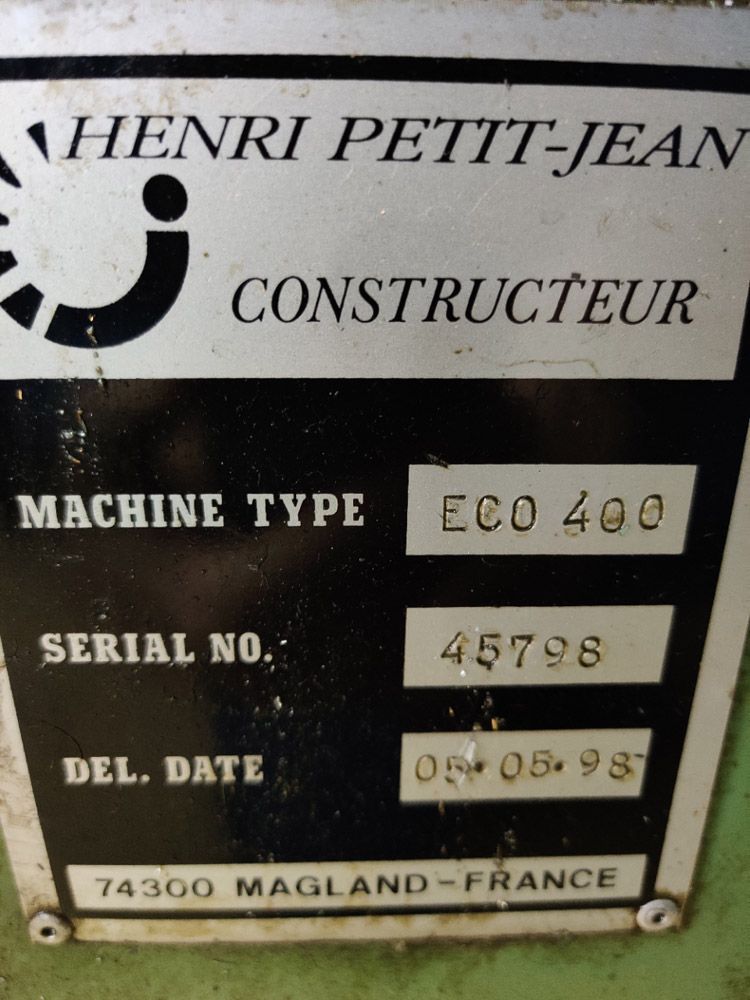 HENRI PETIT-JEAN
CONSTRUCTEUR
MACHINE TYPE ECO 400
SERIAL NO. 45798
DEL. DATE 05.05.98
74300 MAGLAND-FRANCE